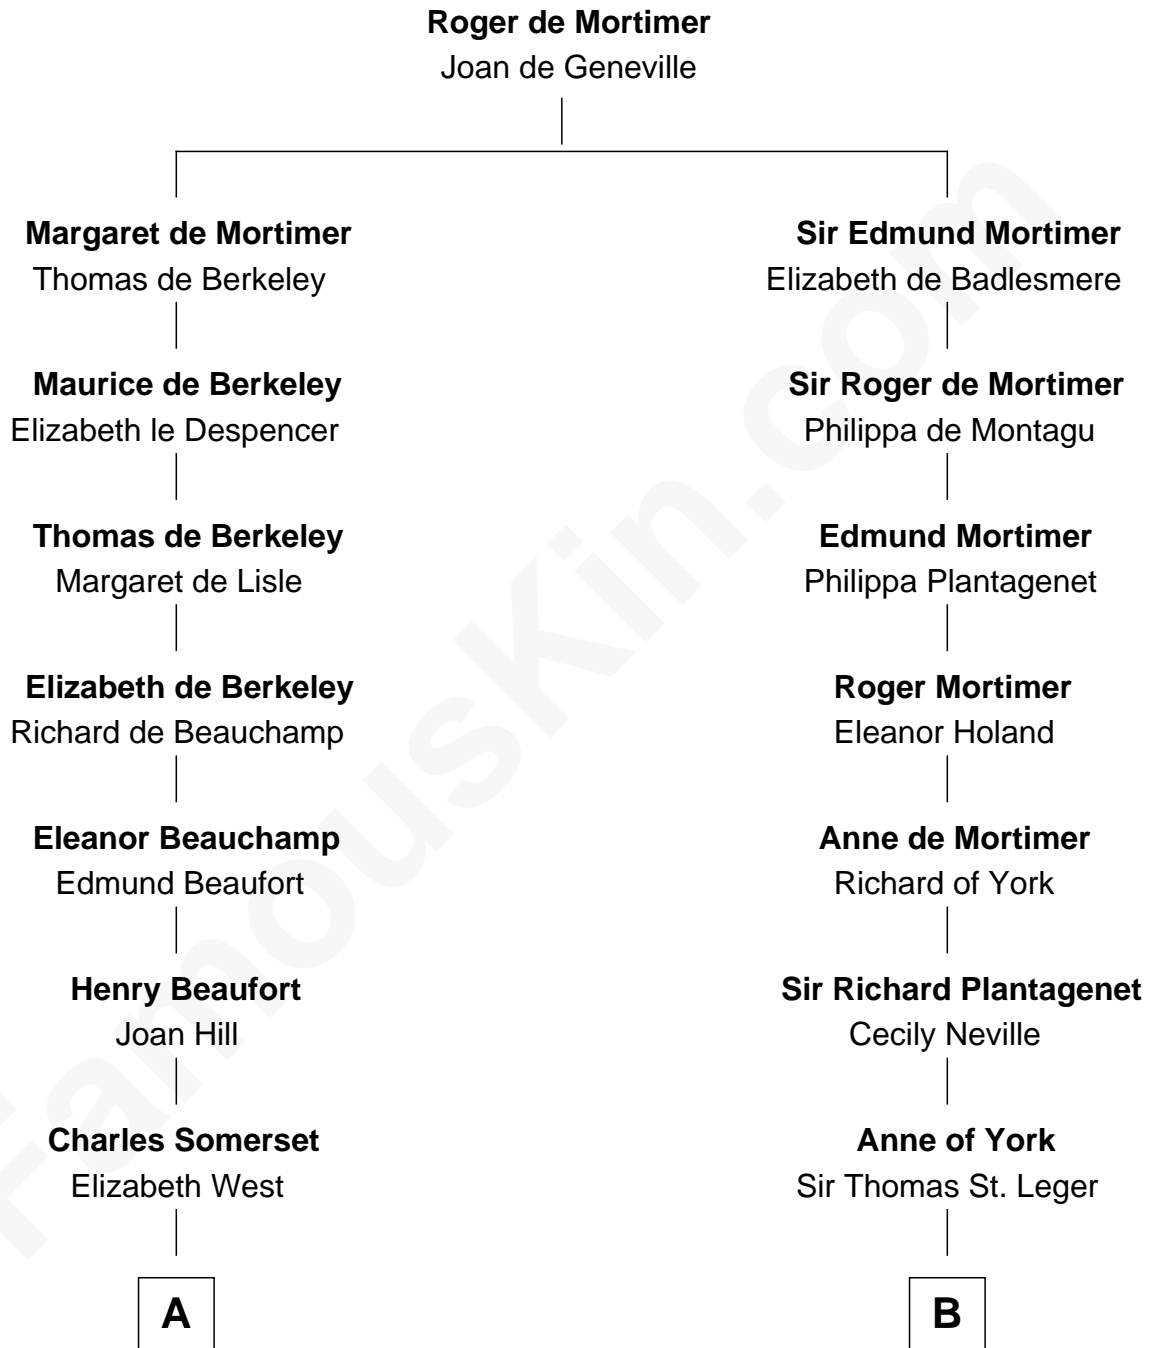 Roger de Mortimer
Joan de Geneville
Margaret de Mortimer
Thomas de Berkeley
Sir Edmund Mortimer
Elizabeth de Badlesmere
Maurice de Berkeley
Elizabeth le Despencer
Sir Roger de Mortimer
Philippa de Montagu
Thomas de Berkeley
Margaret de Lisle
Edmund Mortimer
Philippa Plantagenet
Elizabeth de Berkeley
Richard de Beauchamp
Roger Mortimer
Eleanor Holand
Eleanor Beauchamp
Edmund Beaufort
Anne de Mortimer
Richard of York
Henry Beaufort
Joan Hill
Sir Richard Plantagenet
Cecily Neville
Charles Somerset
Elizabeth West
Anne of York
Sir Thomas St. Leger
A
B
FamousKin.com